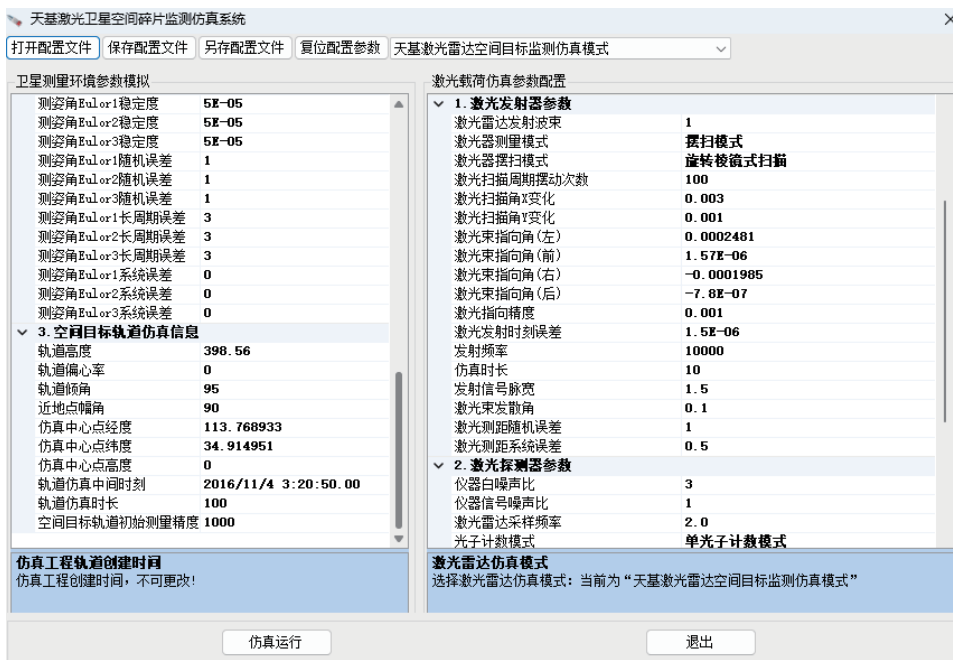 天基激光卫星空间碎片监测仿真系统
打开配置文件 保存配置文件 另存配置文件 复位配置参数 天基激光雷达空间目标监测仿真模式
卫星测量环境参数模拟
测姿角Eulor1稳定度 5E-05
测姿角Eulor2稳定度 5E-05
测姿角Eulor3稳定度 5E-05
测姿角Eulor1随机误差 1
测姿角Eulor2随机误差 1
测姿角Eulor3随机误差 1
测姿角Eulor1长周期误差 3
测姿角Eulor2长周期误差 3
测姿角Eulor3长周期误差 3
测姿角Eulor1系统误差 0
测姿角Eulor2系统误差 0
测姿角Eulor3系统误差 0
3.空间目标轨道仿真信息
轨道高度 398.56
轨道偏心率 0
轨道倾角 95
近地点幅角 90
仿真中心点经度 113.768933
仿真中心点纬度 34.914951
仿真中心点高度 0
轨道仿真中间时刻 2016/11/4 3:20:50.00
轨道仿真时长 100
空间目标轨道初始测量精度 1000
仿真工程轨道创建时间
仿真工程创建时间，不可更改!
激光载荷仿真参数配置
1.激光发射器参数
激光雷达发射波束 1
激光器测量模式 摆扫模式
激光器摆扫模式 旋转棱镜式扫描
激光扫描周期摆动次数 100
激光扫描角X变化 0.003
激光扫描角Y变化 0.001
激光束指向角(左) 0.0002481
激光束指向角(前) 1.57E-06
激光束指向角(右) -0.0001985
激光束指向角(后) -7.8E-07
激光指向精度 0.001
激光发射时刻误差 1.5E-06
发射频率 10000
仿真时长 10
发射信号脉宽 1.5
激光束发散角 0.1
激光测距随机误差 1
激光测距系统误差 0.5
2.激光探测器参数
仪器白噪声比 3
仪器信号噪声比 1
激光雷达采样频率 2.0
光子计数模式 单光子计数模式
激光雷达仿真模式
选择激光雷达仿真模式：当前为“天基激光雷达空间目标监测仿真模式”
仿真运行 退出